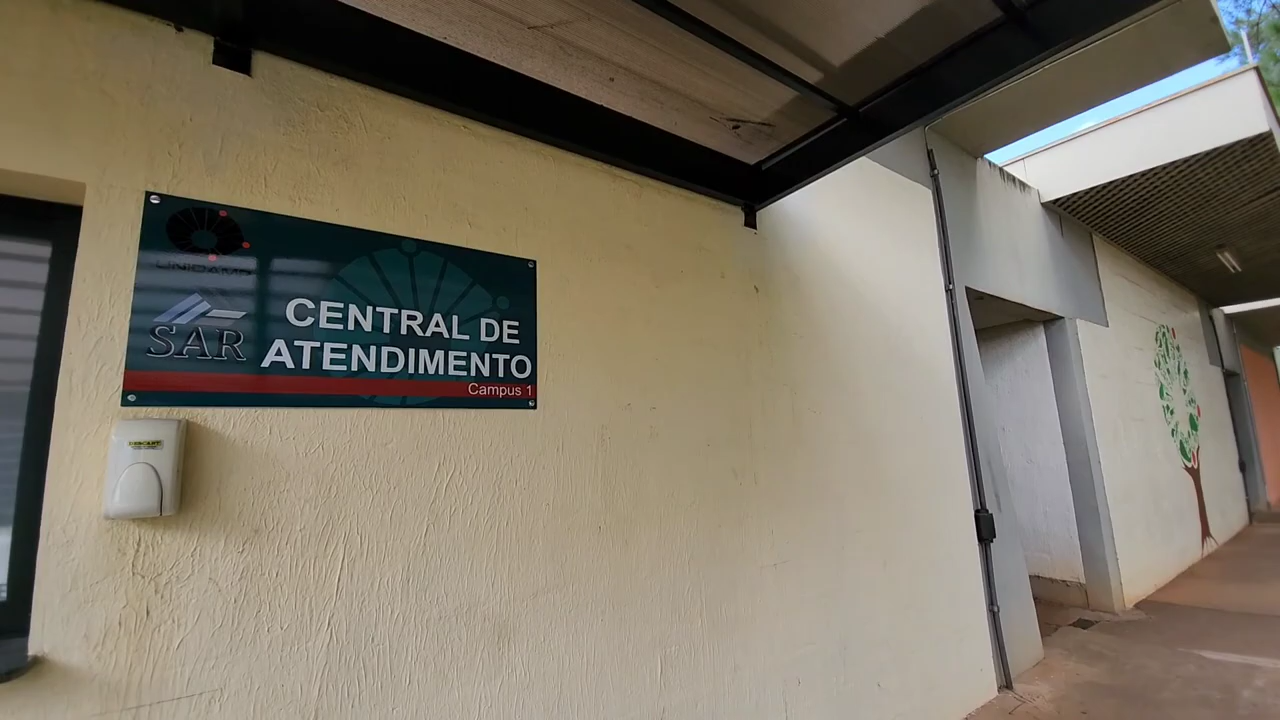 UNICAMP
SAR
CENTRAL DE
ATENDIMENTO
Campus 1